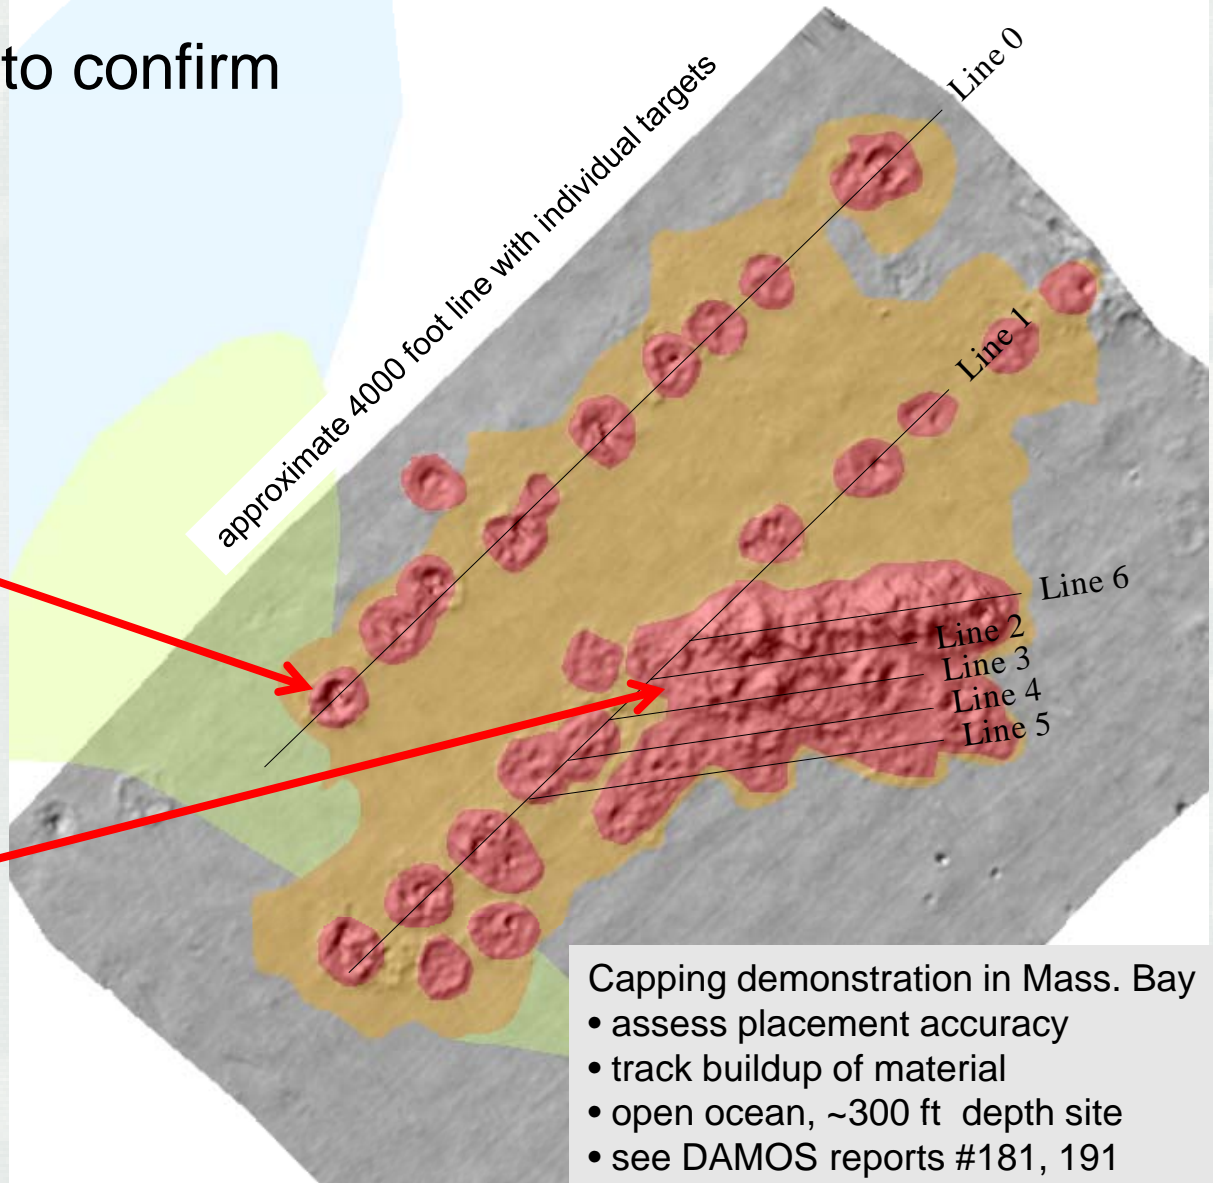 to confirm
approximate 4000 foot line with individual targets
Line 0
Line 1
Line 6
Line 2
Line 3
Line 4
Line 5
Capping demonstration in Mass. Bay
• assess placement accuracy
• track buildup of material
• open ocean, ~300 ft depth site
• see DAMOS reports #181, 191